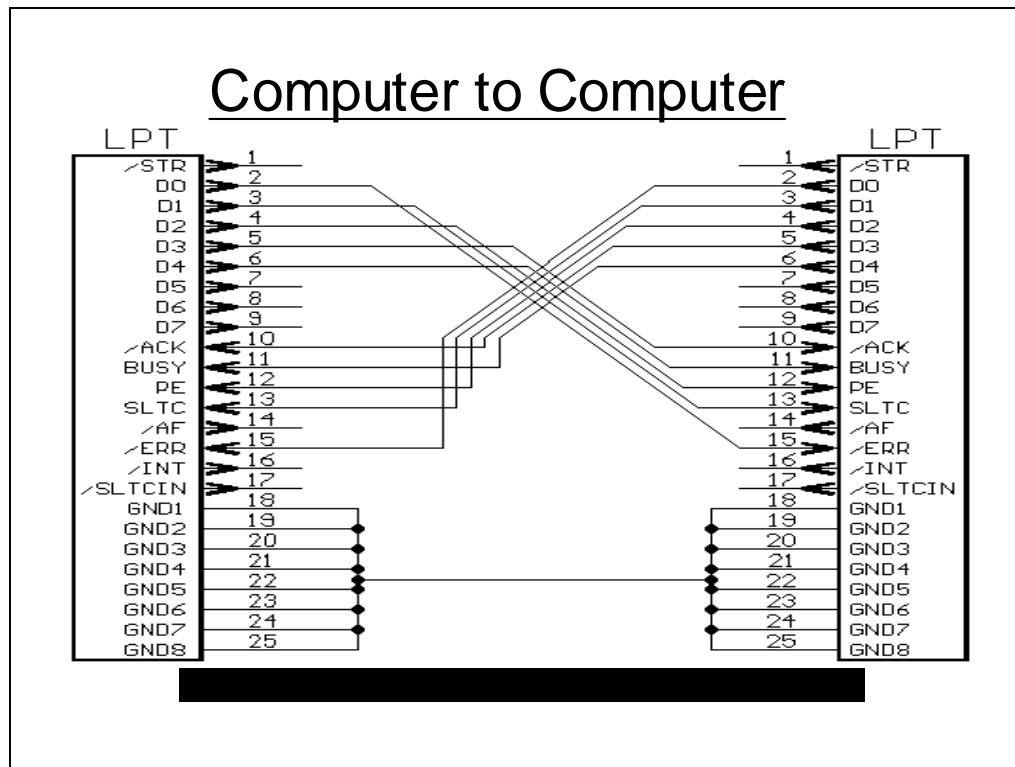 Computer to Computer
LPT LPT
/STR 1 1 /STR
D0 2 2 D0
D1 3 3 D1
D2 4 4 D2
D3 5 5 D3
D4 6 6 D4
D5 7 7 D5
D6 8 8 D6
D7 9 9 D7
/ACK 10 10 /ACK
BUSY 11 11 BUSY
PE 12 12 PE
SLTC 13 13 SLTC
/AF 14 14 /AF
/ERR 15 15 /ERR
/INT 16 16 /INT
/SLTCIN 17 17 /SLTCIN
GND1 18 18 GND1
GND2 19 19 GND2
GND3 20 20 GND3
GND4 21 21 GND4
GND5 22 22 GND5
GND6 23 23 GND6
GND7 24 24 GND7
GND8 25 25 GND8